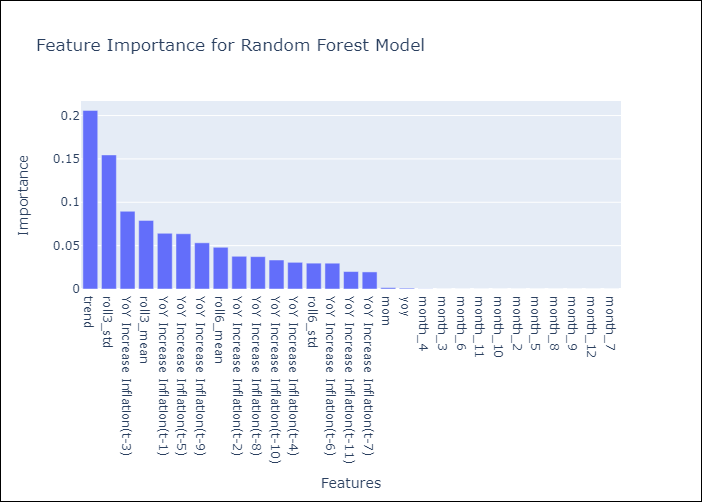 Feature Importance for Random Forest Model
Importance
0.2
0.15
0.1
0.05
0
trend
roll3_std
YoY Increase Inflation(t-3)
roll3_mean
YoY Increase Inflation(t-1)
YoY Increase Inflation(t-5)
YoY Increase Inflation(t-9)
roll6_mean
YoY Increase Inflation(t-2)
YoY Increase Inflation(t-8)
YoY Increase Inflation(t-10)
YoY Increase Inflation(t-4)
roll6_std
YoY Increase Inflation(t-6)
YoY Increase Inflation(t-11)
YoY Increase Inflation(t-7)
mom
yoy
month_4
month_3
month_6
month_11
month_10
month_2
month_5
month_8
month_9
month_12
month_7
Features